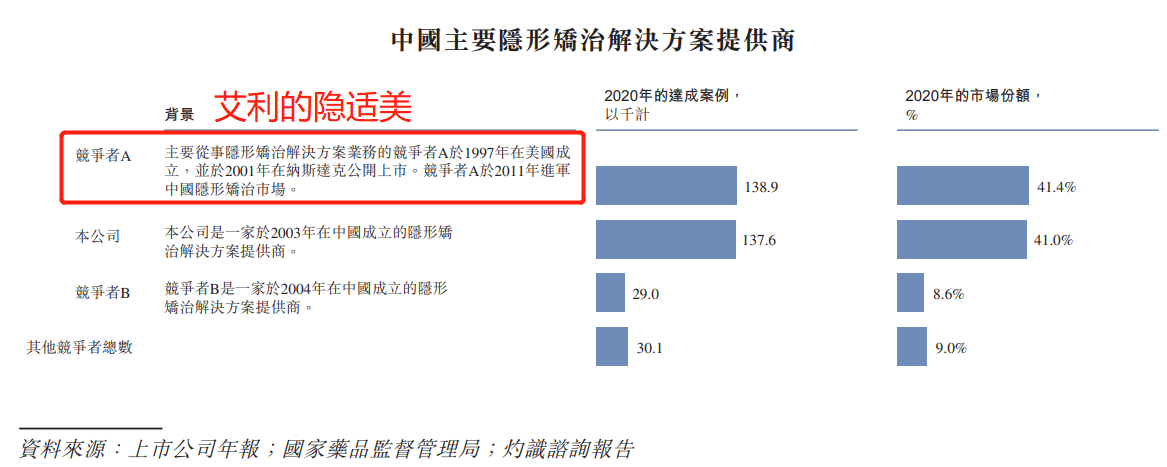 中國主要隱形矯治解決方案提供商
背景
艾利的隐适美
2020年的達成案例，
以千計
2020年的市場份額，
%
競爭者A
主要從事隱形矯治解決方案業務的競爭者A於1997年在美國成
立，並於2001年在納斯達克公開上市。競爭者A於2011年進軍
中國隱形矯治市場。
138.9
41.4%
本公司
本公司是一家於2003年在中國成立的隱形矯
治解決方案提供商。
137.6
41.0%
競爭者B
競爭者B是一家於2004年在中國成立的隱形
矯治解決方案提供商。
29.0
8.6%
其他競爭者總數
30.1
9.0%
資料來源：上市公司年報；國家藥品監督管理局；灼識諮詢報告